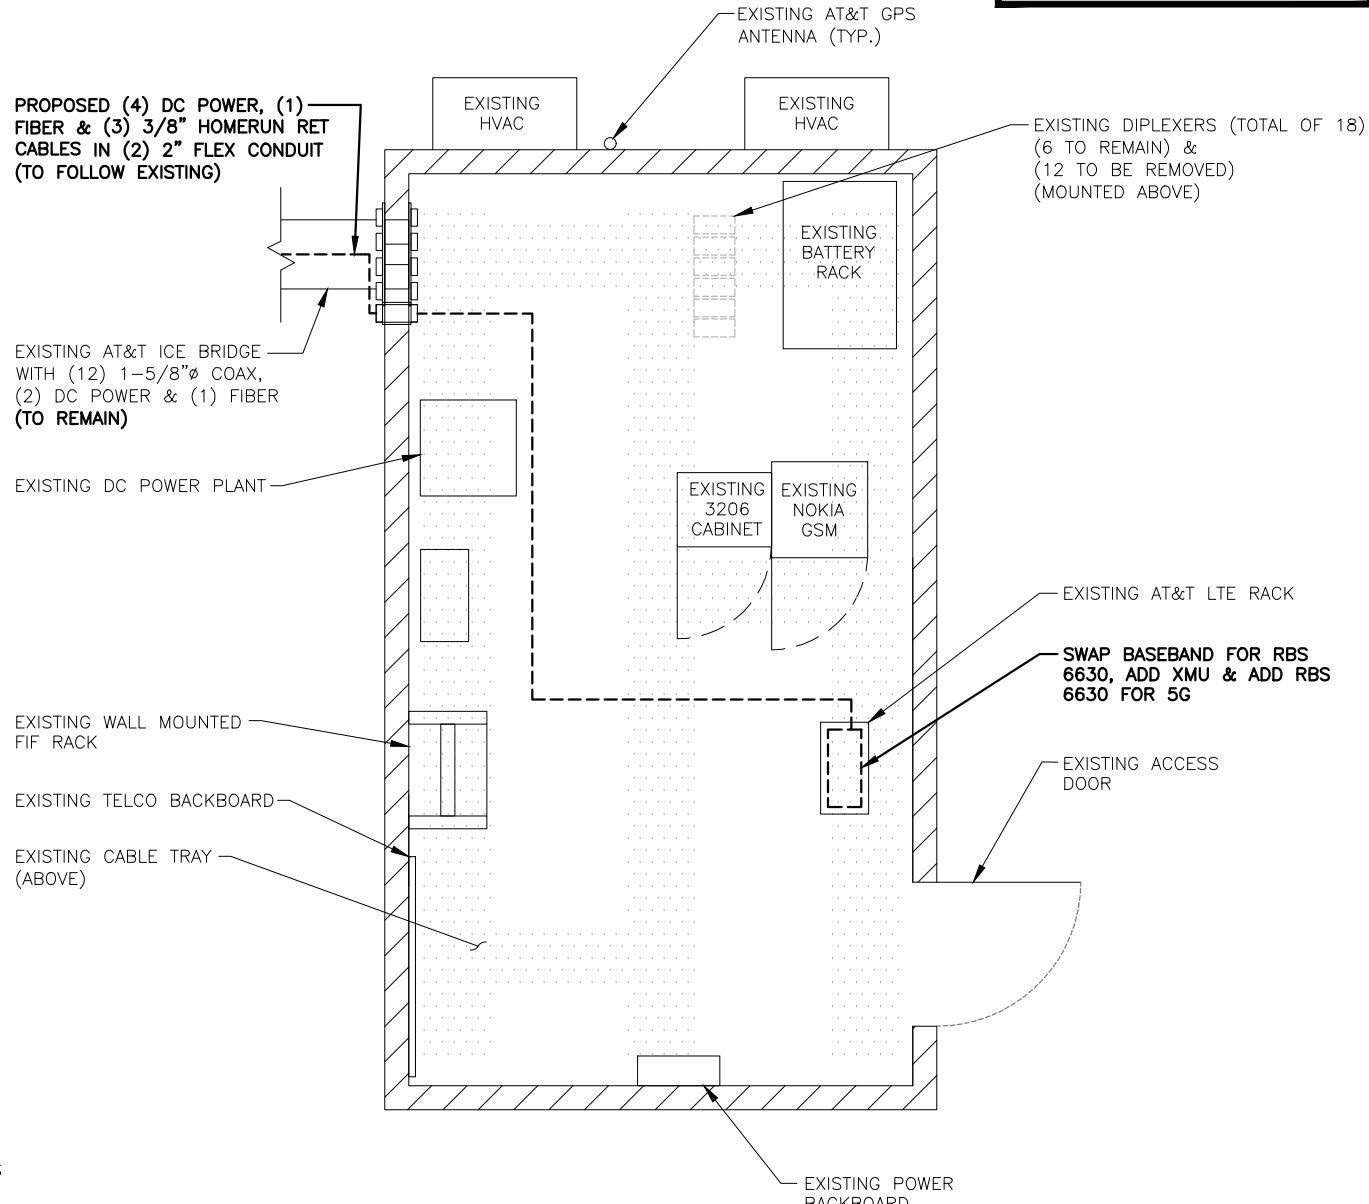 EXISTING AT&T GPS
ANTENNA (TYP.)
PROPOSED (4) DC POWER, (1)
FIBER & (3) 3/8" HOMERUN RET
CABLES IN (2) 2" FLEX CONDUIT
(TO FOLLOW EXISTING)
EXISTING
HVAC
EXISTING
HVAC
EXISTING DIPLEXERS (TOTAL OF 18)
(6 TO REMAIN) &
(12 TO BE REMOVED)
(MOUNTED ABOVE)
EXISTING
BATTERY
RACK
EXISTING AT&T ICE BRIDGE
WITH (12) 1-5/8"ø COAX,
(2) DC POWER & (1) FIBER
(TO REMAIN)
EXISTING DC POWER PLANT
EXISTING
3206
CABINET
EXISTING
NOKIA
GSM
EXISTING AT&T LTE RACK
SWAP BASEBAND FOR RBS
6630, ADD XMU & ADD RBS
6630 FOR 5G
EXISTING WALL MOUNTED
FIF RACK
EXISTING ACCESS
DOOR
EXISTING TELCO BACKBOARD
EXISTING CABLE TRAY
(ABOVE)
EXISTING POWER
BACKBOARD